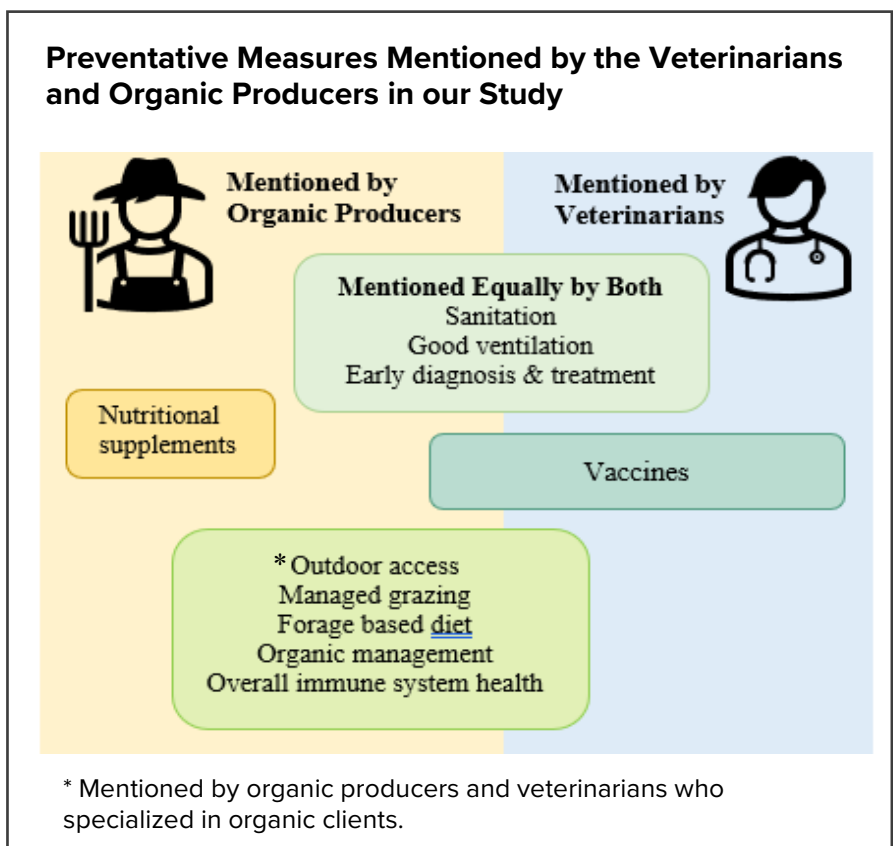 Preventative Measures Mentioned by the Veterinarians
and Organic Producers in our Study
Mentioned by
Organic Producers
Mentioned by
Veterinarians
Mentioned Equally by Both
Sanitation
Good ventilation
Early diagnosis & treatment
Nutritional
supplements
Vaccines
* Outdoor access
Managed grazing
Forage based diet
Organic management
Overall immune system health
* Mentioned by organic producers and veterinarians who
specialized in organic clients.